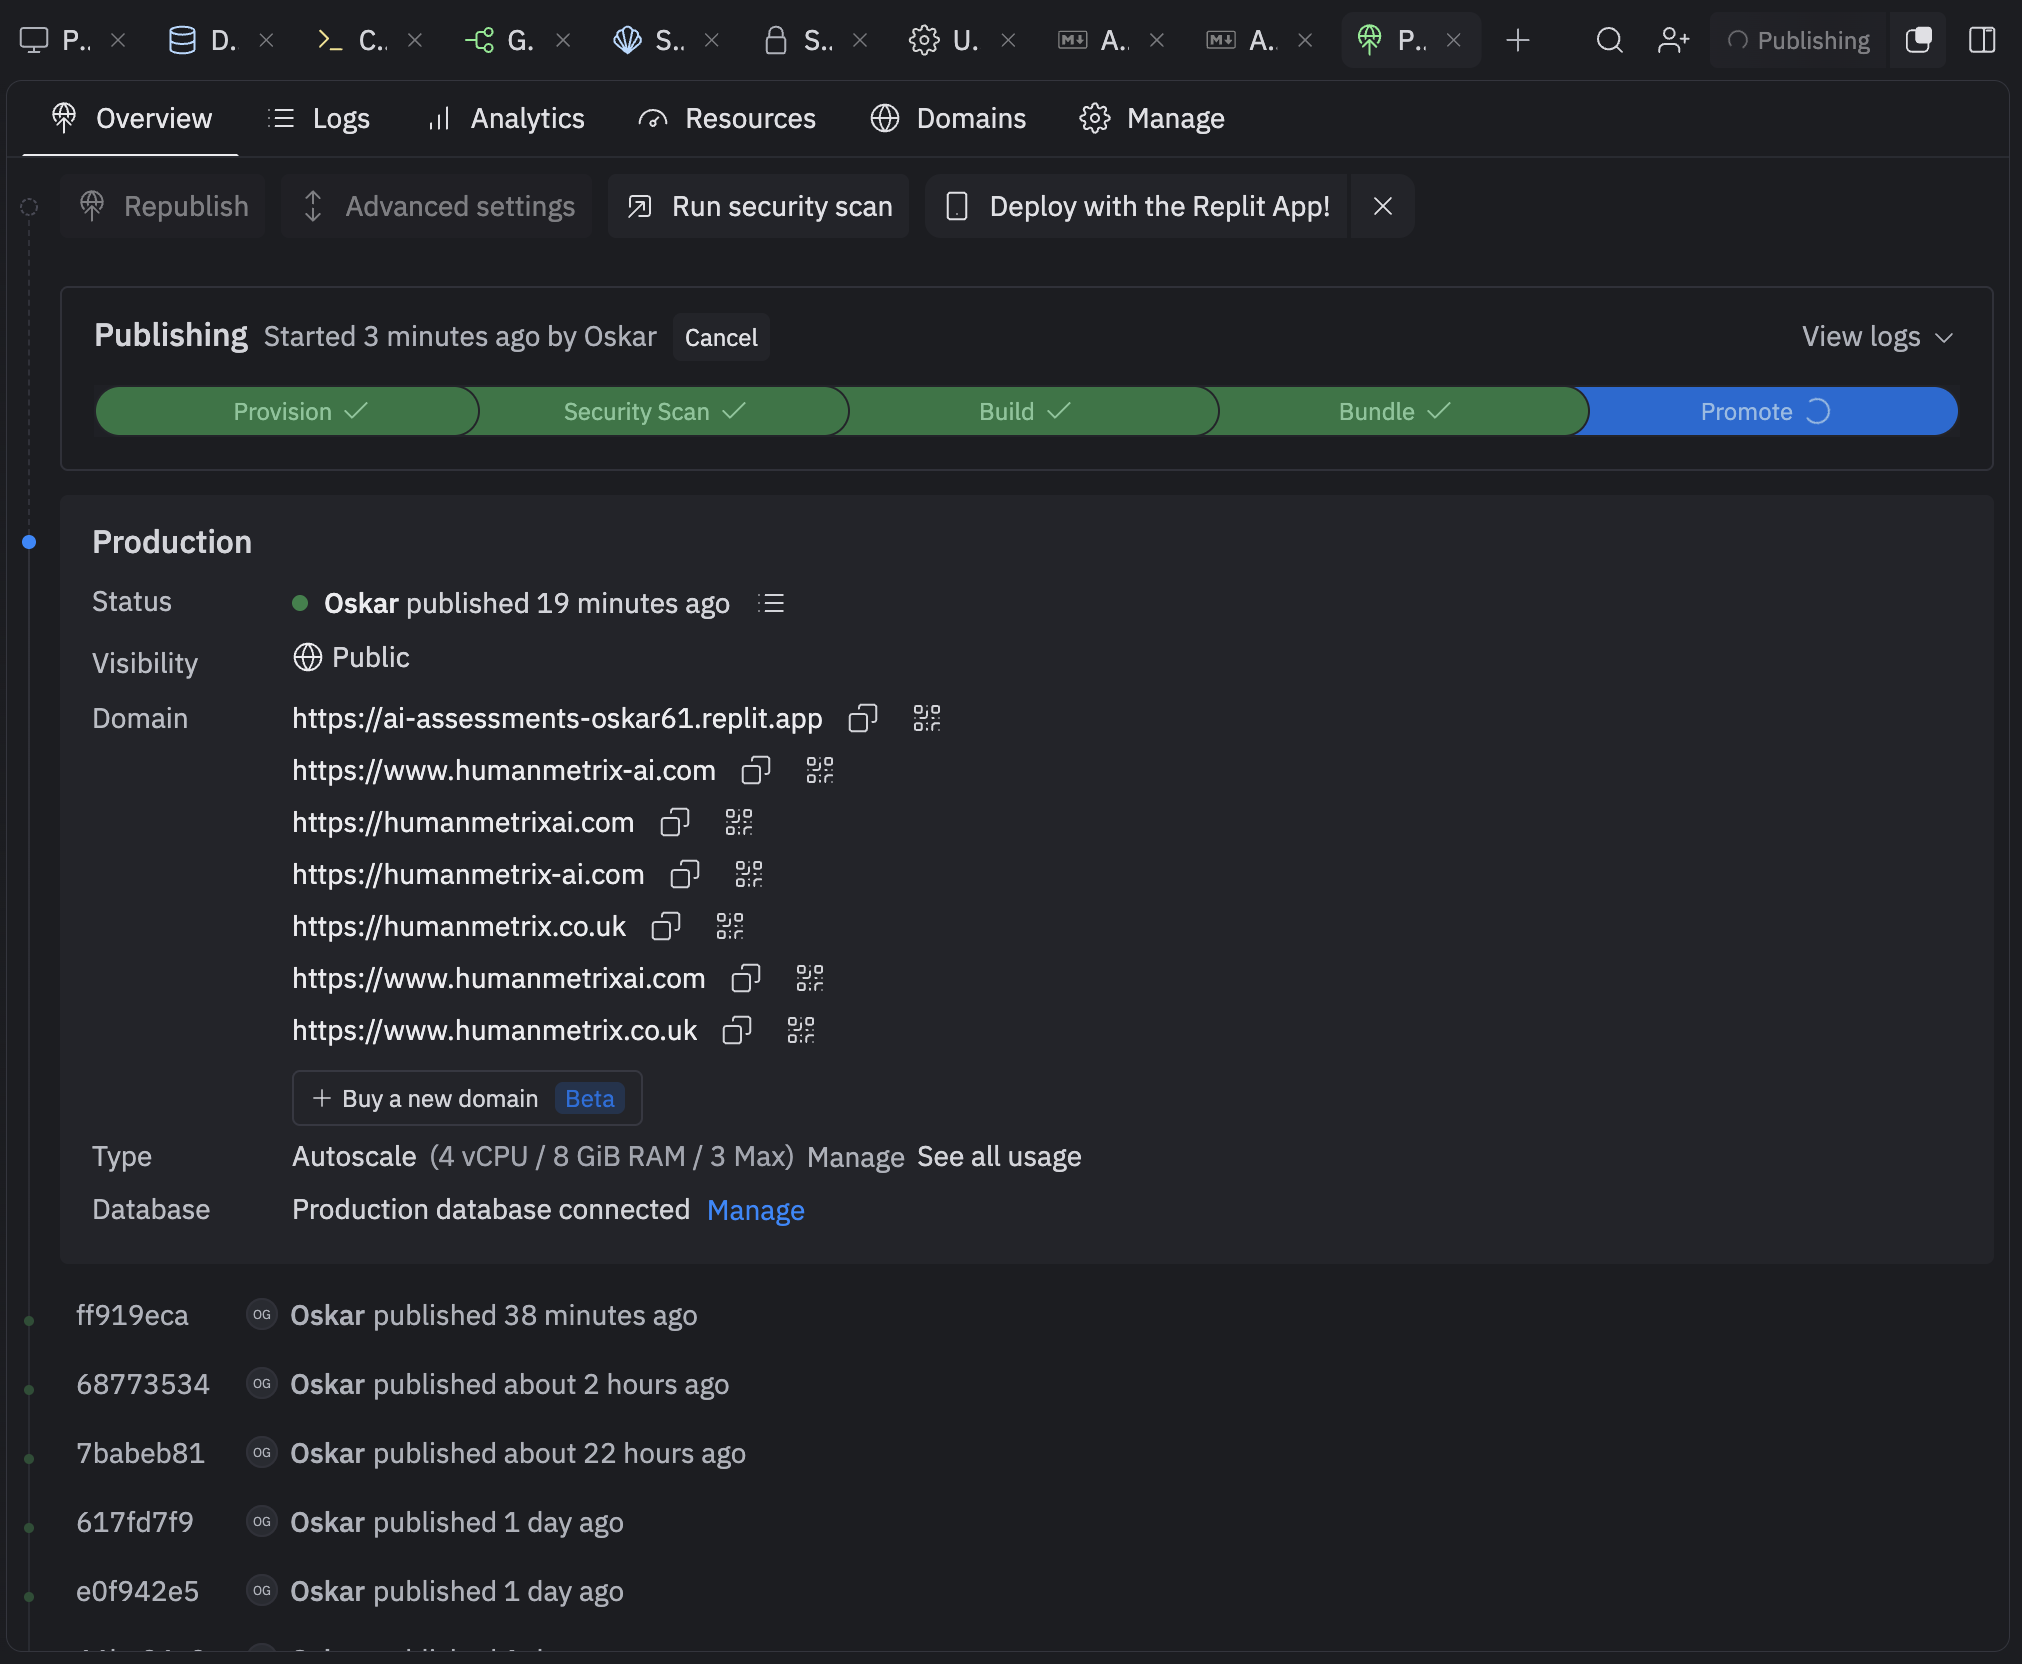 P.. D. C.. G. S.. S.. U. A.. A.. P.. Publishing
Overview Logs Analytics Resources Domains Manage
Republish Advanced settings Run security scan Deploy with the Replit App!
Publishing Started 3 minutes ago by Oskar Cancel View logs
Provision Security Scan Build Bundle Promote
Production
Status Oskar published 19 minutes ago
Visibility Public
Domain https://ai-assessments-oskar61.replit.app
https://www.humanmetrix-ai.com
https://humanmetrixai.com
https://humanmetrix-ai.com
https://humanmetrix.co.uk
https://www.humanmetrixai.com
https://www.humanmetrix.co.uk
+ Buy a new domain Beta
Type Autoscale (4 vCPU / 8 GiB RAM / 3 Max) Manage See all usage
Database Production database connected Manage
ff919eca OG Oskar published 38 minutes ago
68773534 OG Oskar published about 2 hours ago
7babeb81 OG Oskar published about 22 hours ago
617fd7f9 OG Oskar published 1 day ago
e0f942e5 OG Oskar published 1 day ago